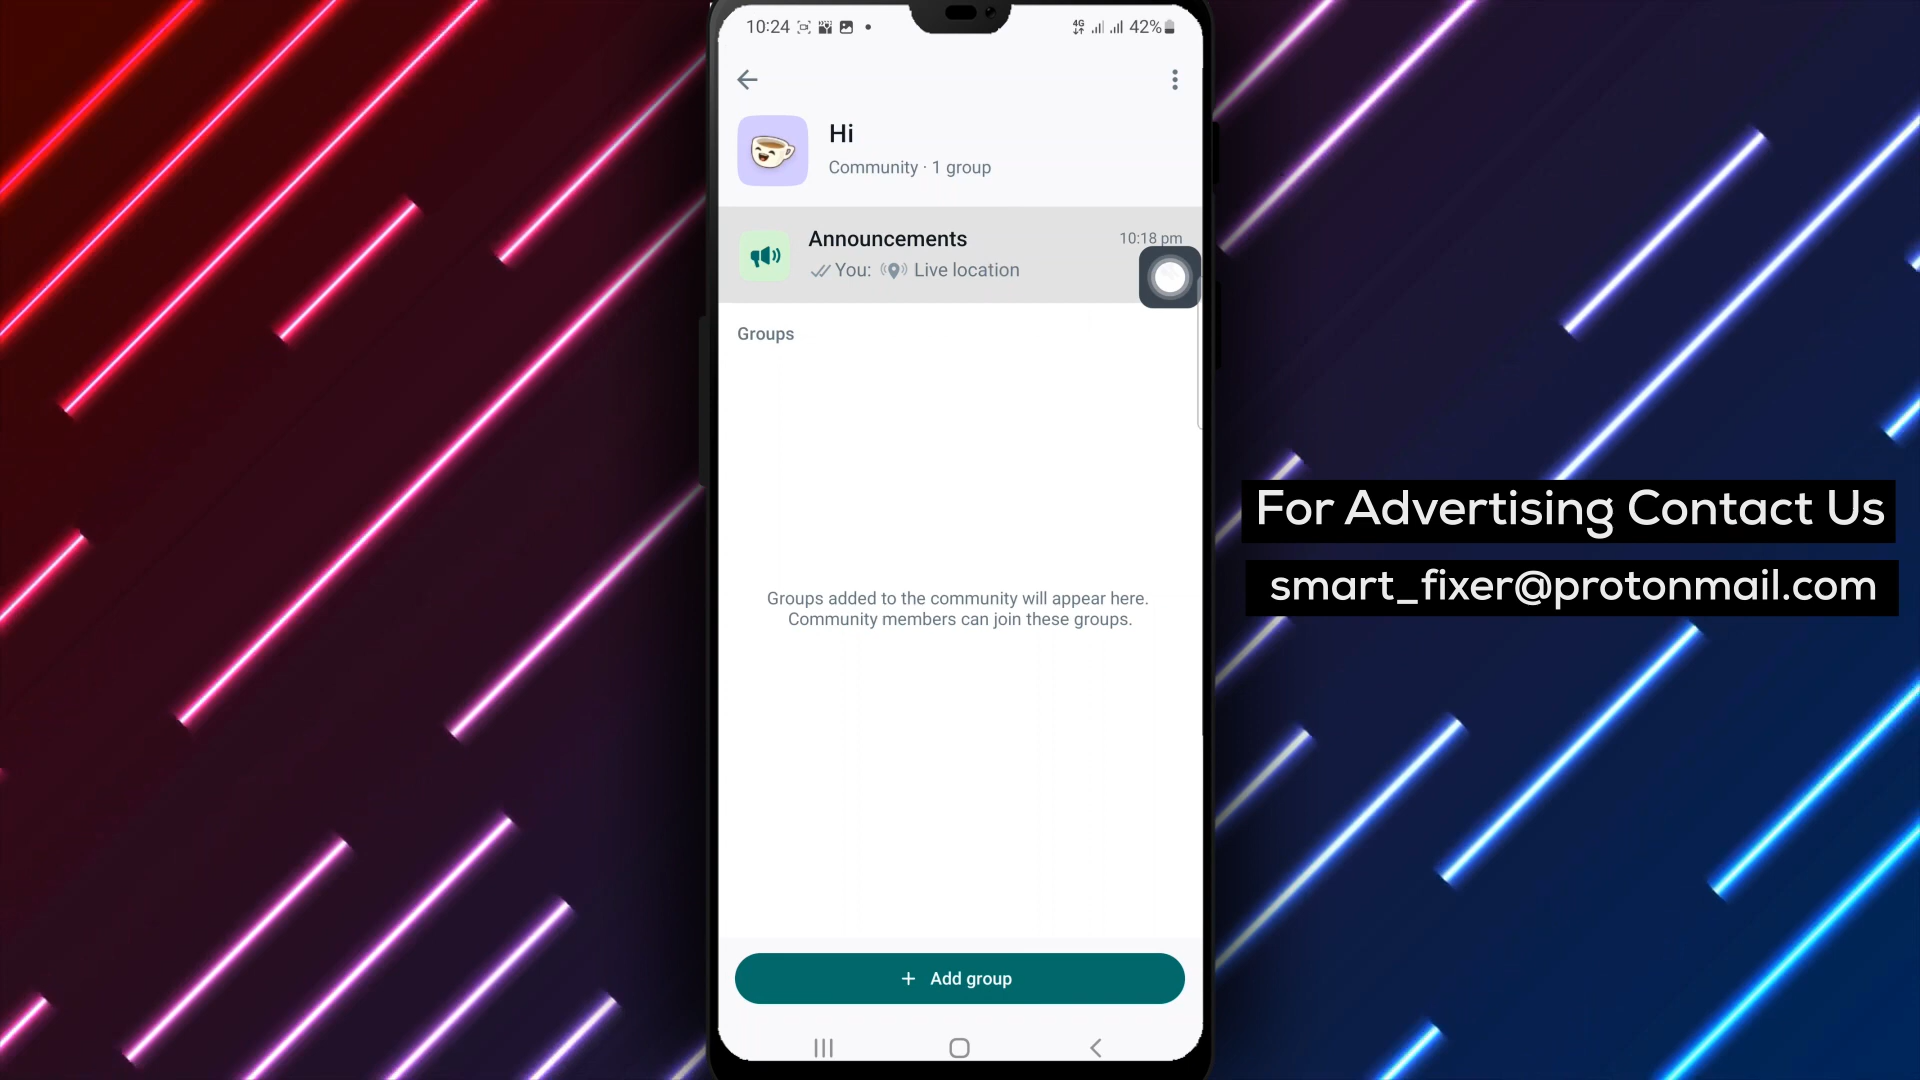 10:24
4G
42%
Hi
Community · 1 group
Announcements
10:18 pm
You: Live location
Groups
Groups added to the community will appear here.
Community members can join these groups.
+ Add group
For Advertising Contact Us
smart_fixer@protonmail.com